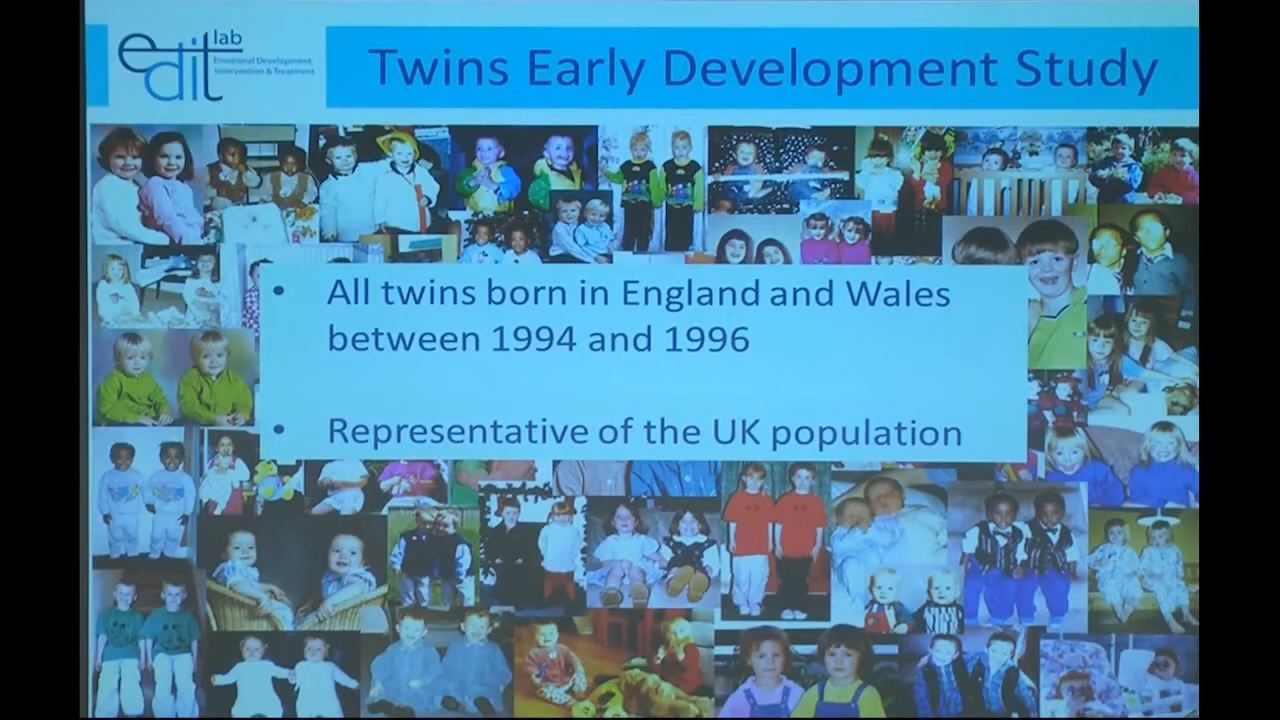 edit lab
Emotional Development,
Intervention & Treatment
Twins Early Development Study
• All twins born in England and Wales
between 1994 and 1996
• Representative of the UK population